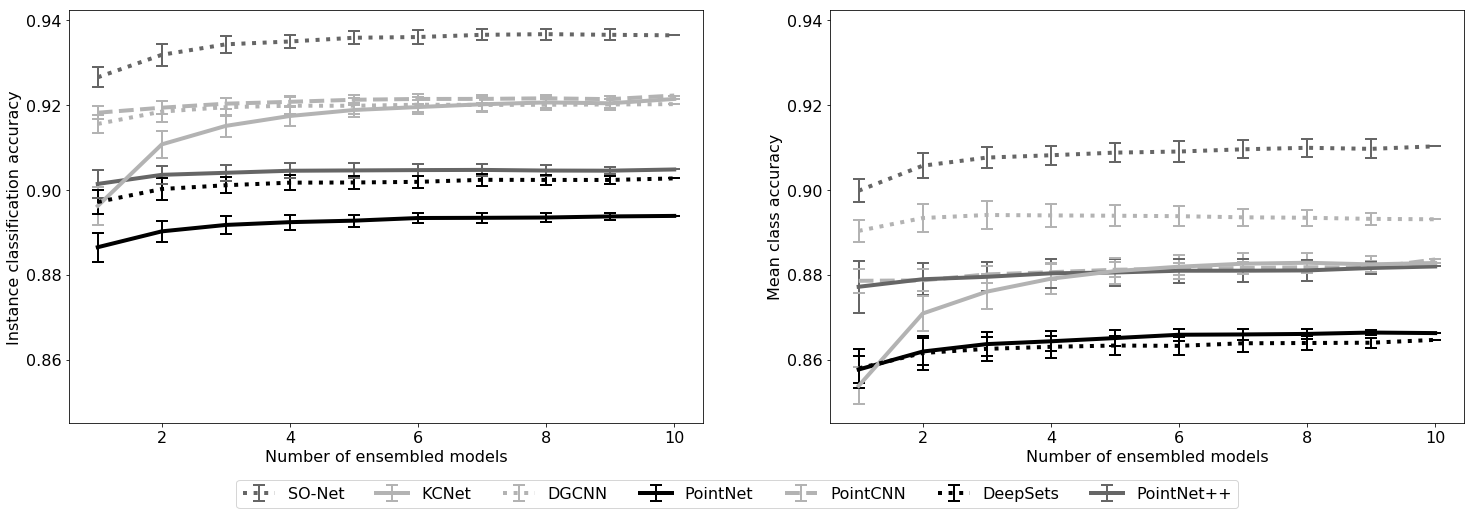 0.94
0.92
0.90
0.88
0.86
Instance classification accuracy
2 4 6 8 10
Number of ensembled models
0.94
0.92
0.90
0.88
0.86
Mean class accuracy
2 4 6 8 10
Number of ensembled models
SO-Net KCNet DGCNN PointNet PointCNN DeepSets PointNet++